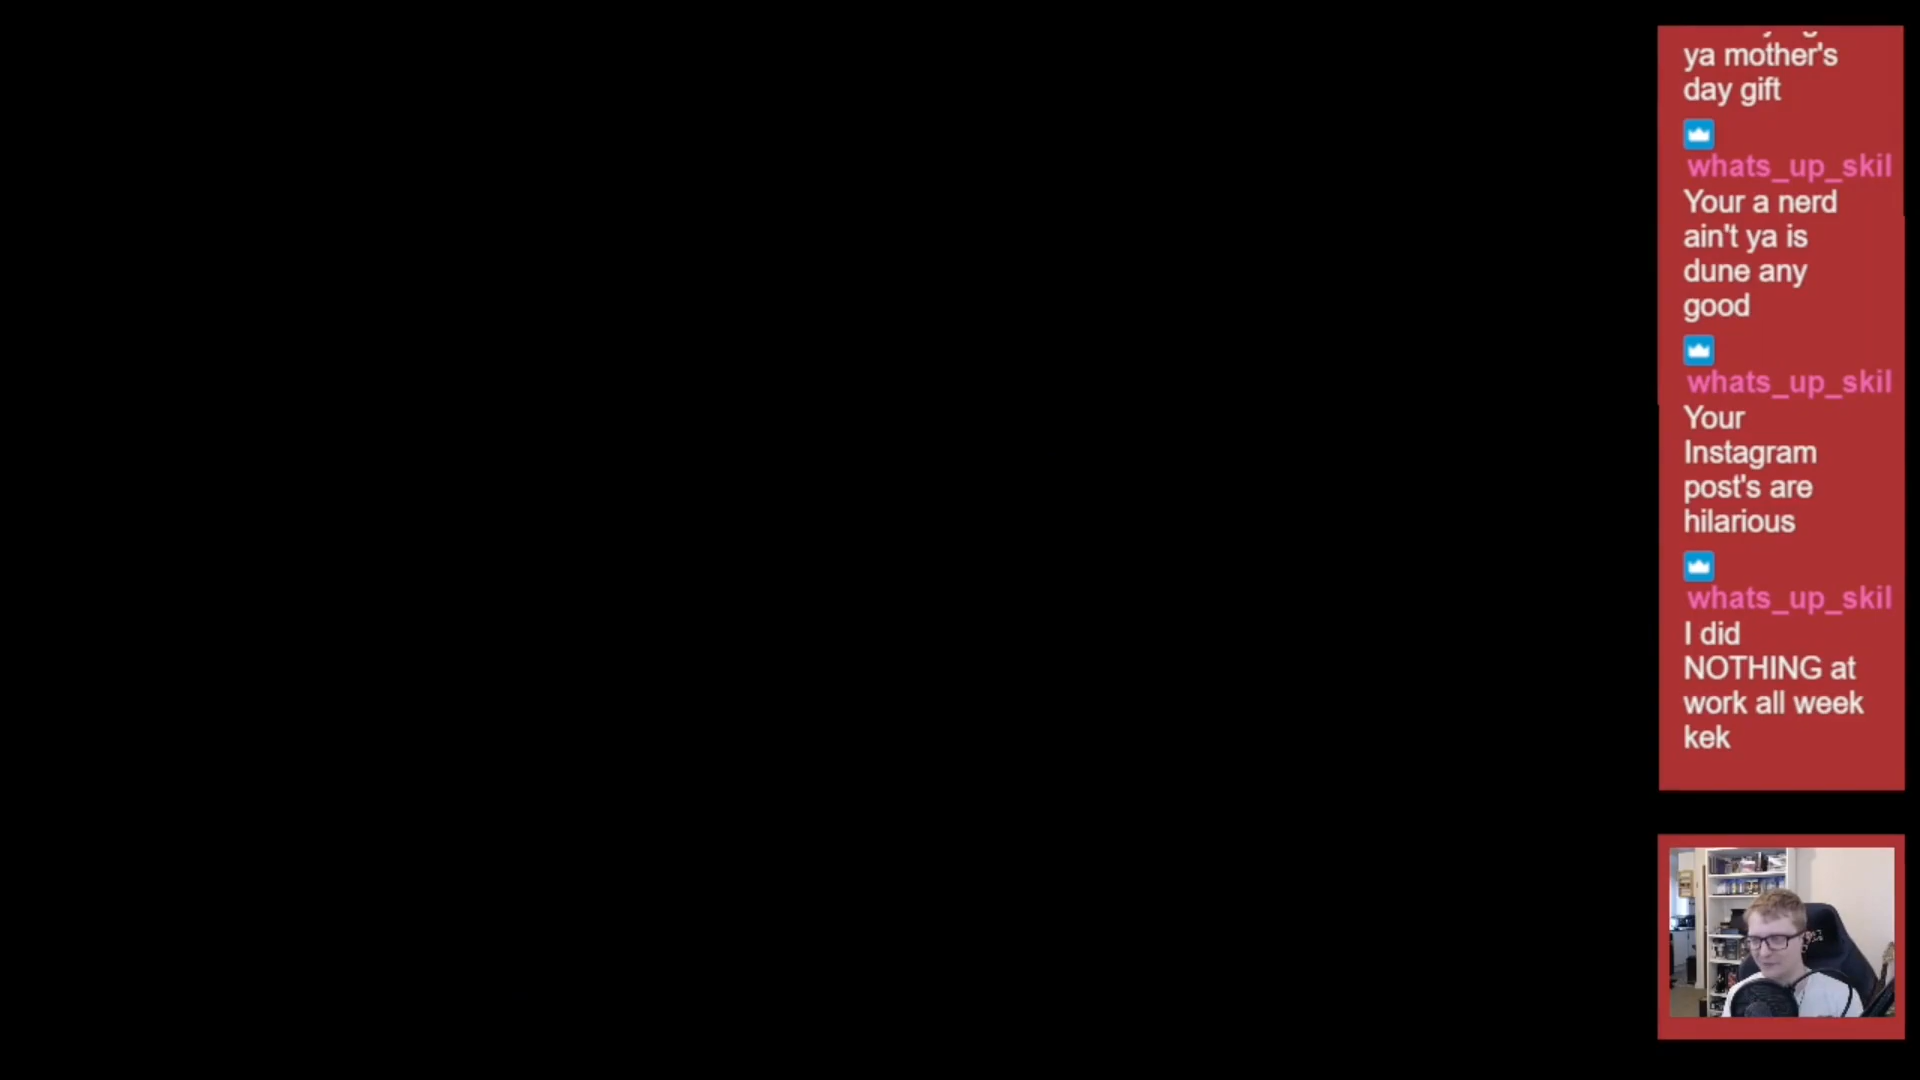 ya mother's
day gift
whats_up_skil
Your a nerd
ain't ya is
dune any
good
whats_up_skil
Your
Instagram
post's are
hilarious
whats_up_skil
I did
NOTHING at
work all week
kek